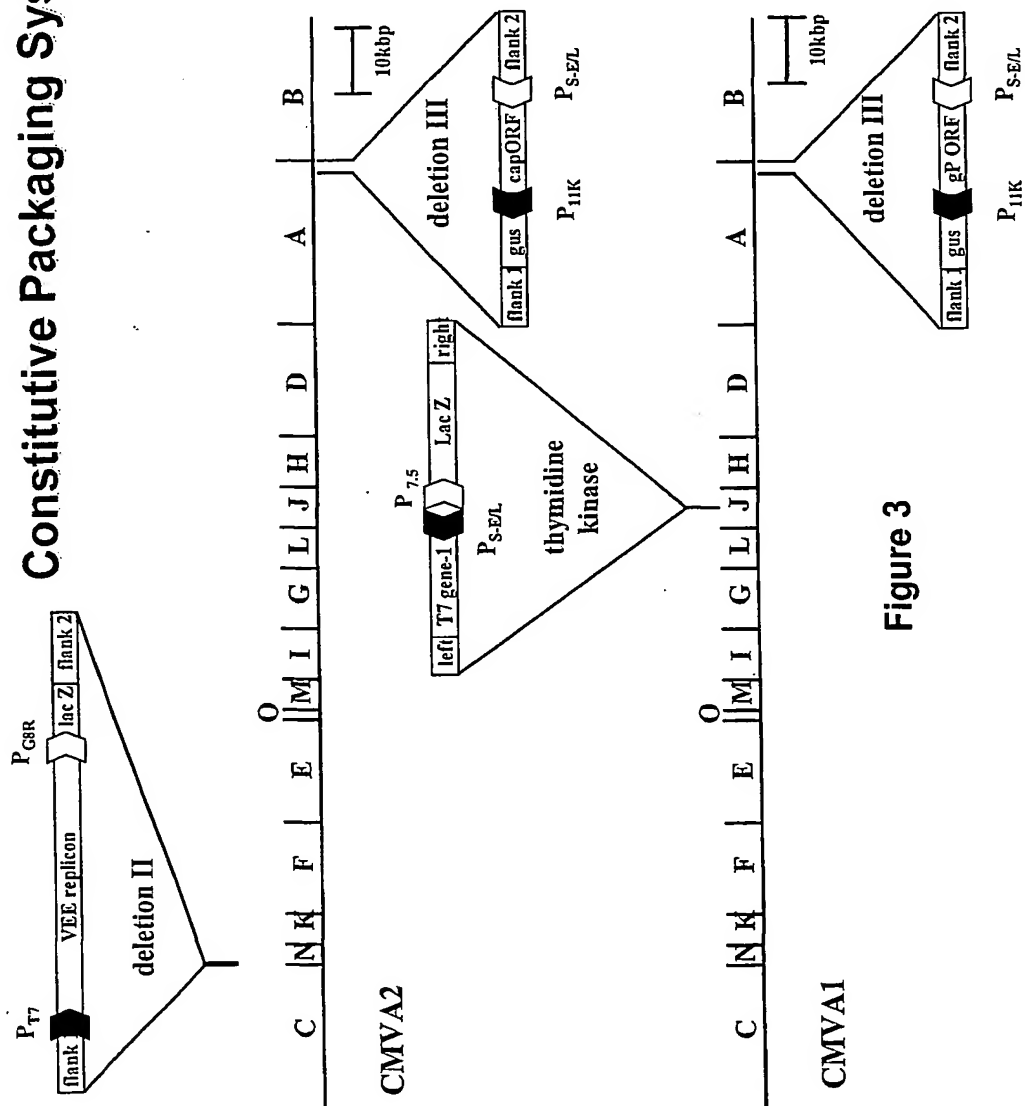 Constitutive Packaging Sys
P_T7
P_G8R
flank
VEE replicon
lac Z
flank 2
deletion II
C
N
K
F
E
O
M
I
G
L
J
H
D
A
B
10kbp
CMVA2
deletion III
flank 1
gus
capORF
flank 2
P_11K
P_S-E/L
P_7.5
left
T7 gene-1
Lac Z
right
P_S-E/L
thymidine
kinase
C
N
K
F
E
O
M
I
G
L
J
H
D
A
B
10kbp
CMVA1
deletion III
flank 1
gus
gP ORF
flank 2
P_11K
P_S-E/L
Figure 3